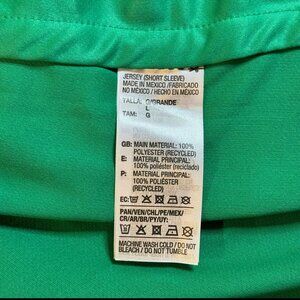 JERSEY (SHORT SLEEVE)
MADE IN MEXICO /FABRICADO
NO MÉXICO / HECHO EN MÉXICO
TALLA: G/GRANDE
L
TAM: G
GB: MAIN MATERIAL: 100%
POLYESTER (RECYCLED)
E: MATERIAL PRINCIPAL:
100% poliéster (reciclado)
P: MATERIAL PRINCIPAL:
100% POLIÉSTER
(RECICLADO)
EC:
PAN/VEN/CHL/PE/MEX/
CR/AR/BR/PY/UY:
MACHINE WASH COLD / DO NOT
BLEACH / DO NOT TUMBLE